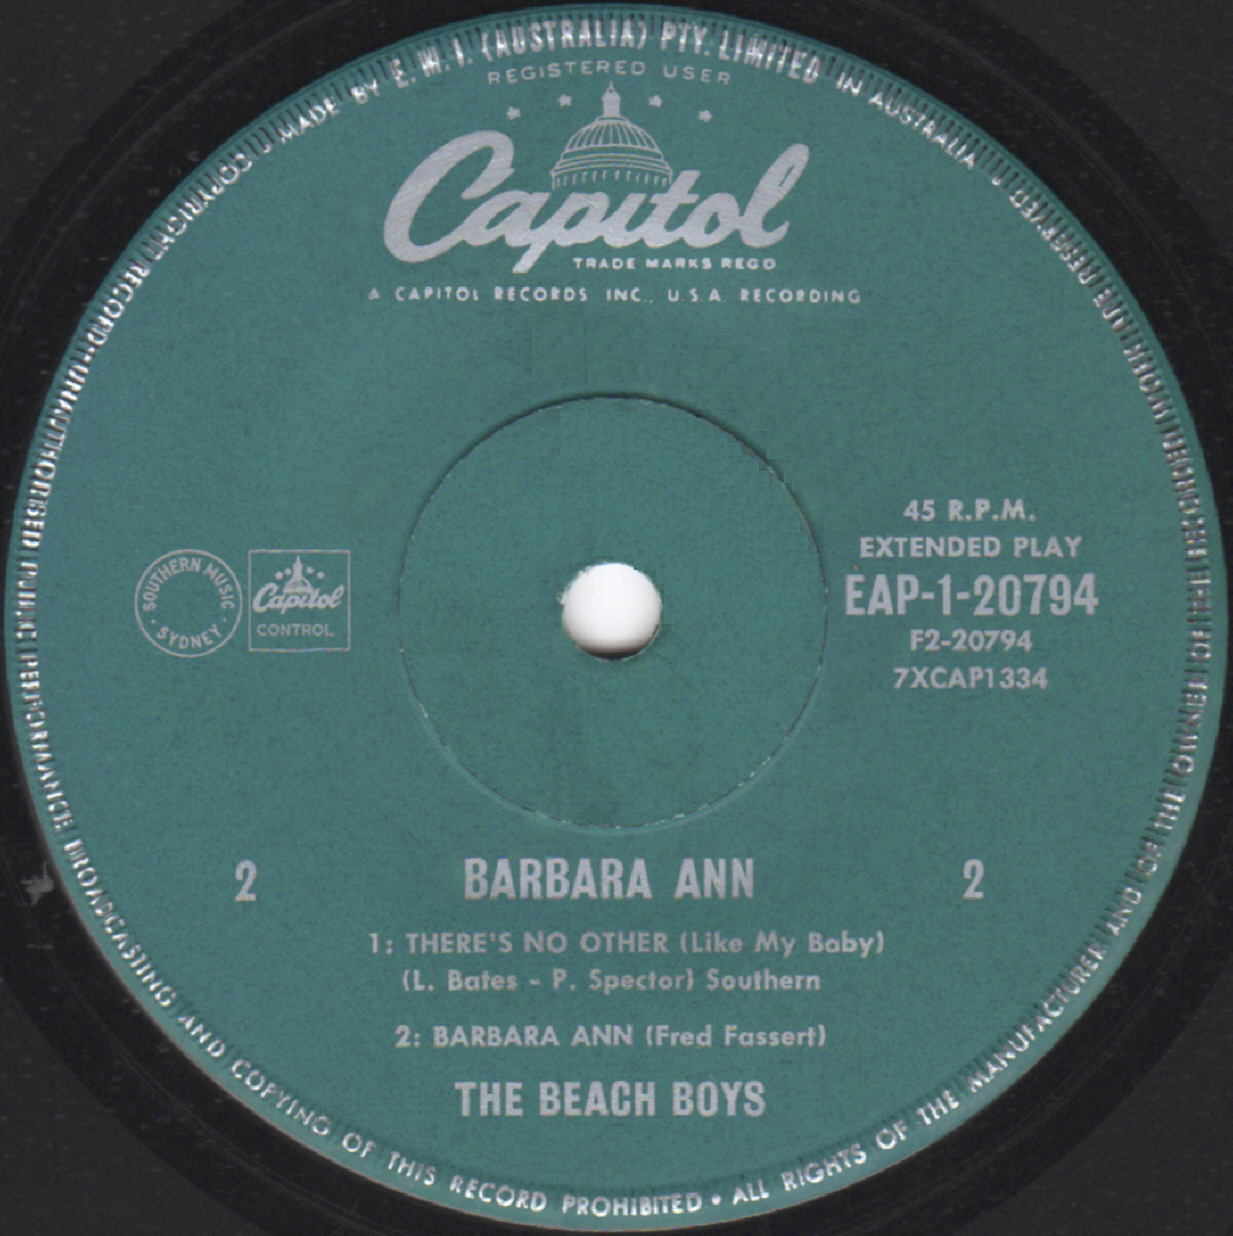 MADE BY E. M. I. (AUSTRALIA) PTY. LIMITED IN AUSTRALIA
REGISTERED USER
Capitol
TRADE MARKS REGD
A CAPITOL RECORDS INC., U.S.A. RECORDING
45 R.P.M.
EXTENDED PLAY
EAP-1-20794
F2-20794
7XCAP1334
SOUTHERN MUSIC
· SYDNEY ·
Capitol
CONTROL
2
BARBARA ANN
2
1: THERE'S NO OTHER (Like My Baby)
(L. Bates - P. Spector) Southern
2: BARBARA ANN (Fred Fassert)
THE BEACH BOYS
COPYRIGHT RECORD·UNAUTHORISED PUBLIC PERFORMANCE BROADCASTING AND COPYING OF THIS RECORD PROHIBITED • ALL RIGHTS OF THE MANUFACTURER AND OF THE OWNER OF THE RECORDED WORK ARE RESERVED